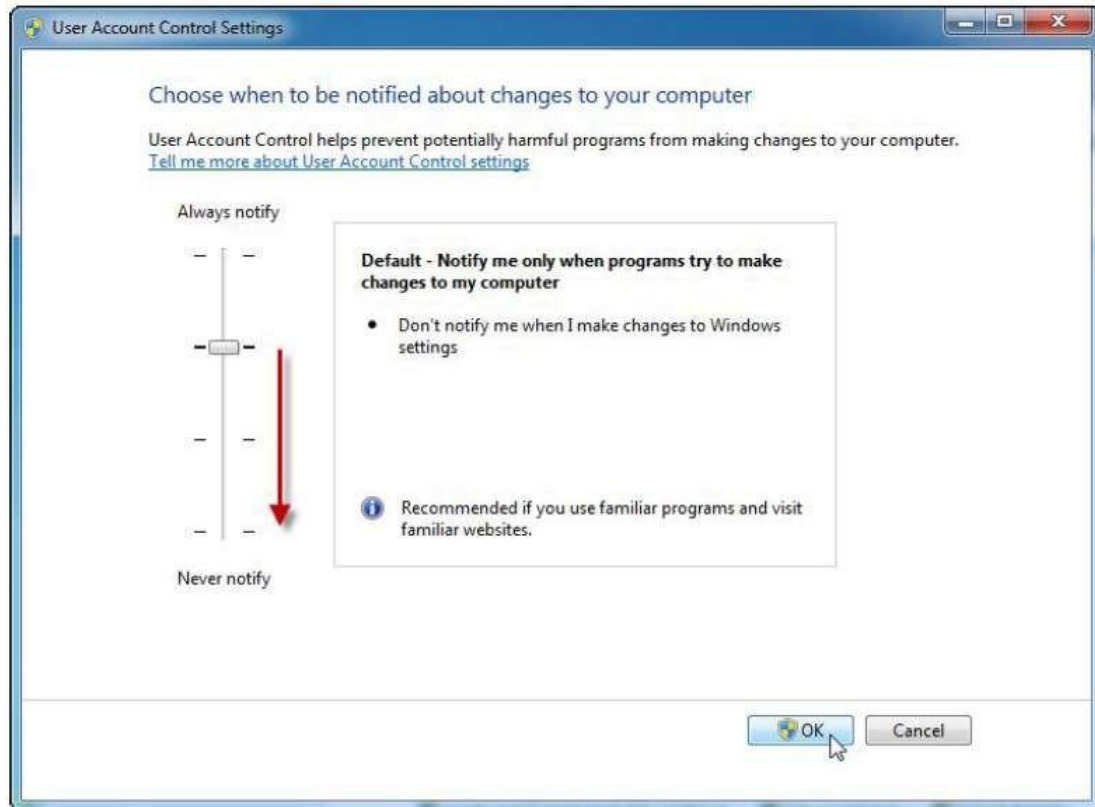 User Account Control Settings
Choose when to be notified about changes to your computer
User Account Control helps prevent potentially harmful programs from making changes to your computer.
Tell me more about User Account Control settings
Always notify
Default - Notify me only when programs try to make
changes to my computer
• Don't notify me when I make changes to Windows
settings
Recommended if you use familiar programs and visit
familiar websites.
Never notify
OK
Cancel